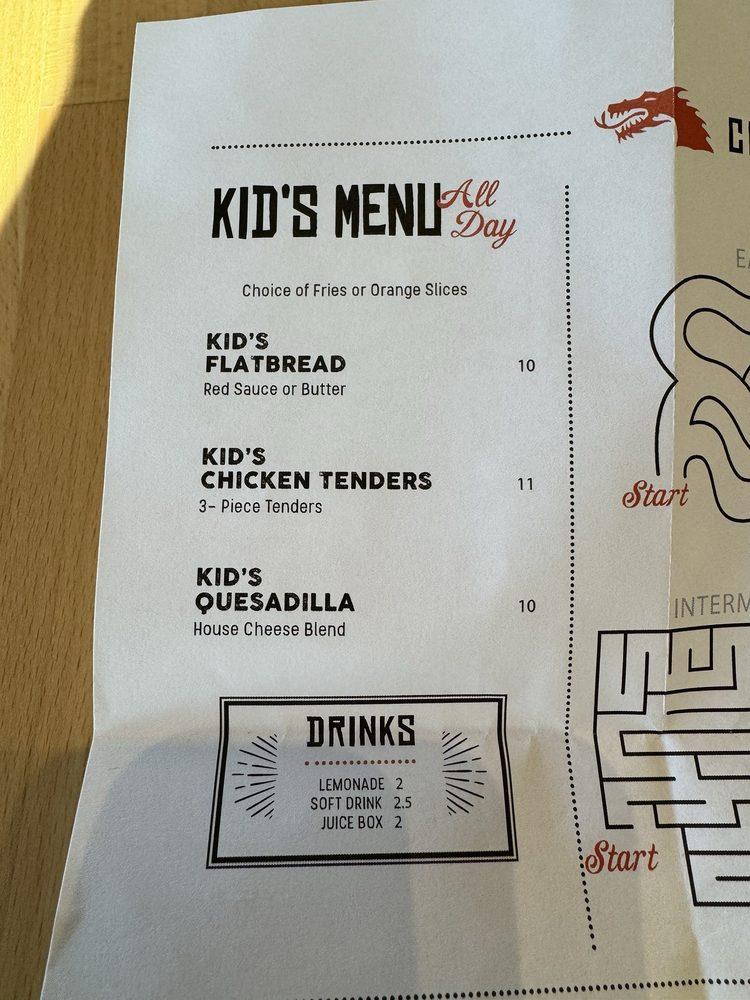 KID'S MENU All Day
Choice of Fries or Orange Slices
KID'S
FLATBREAD 10
Red Sauce or Butter
KID'S
CHICKEN TENDERS 11
3- Piece Tenders
KID'S
QUESADILLA 10
House Cheese Blend
DRINKS
LEMONADE 2
SOFT DRINK 2.5
JUICE BOX 2
Start
Start